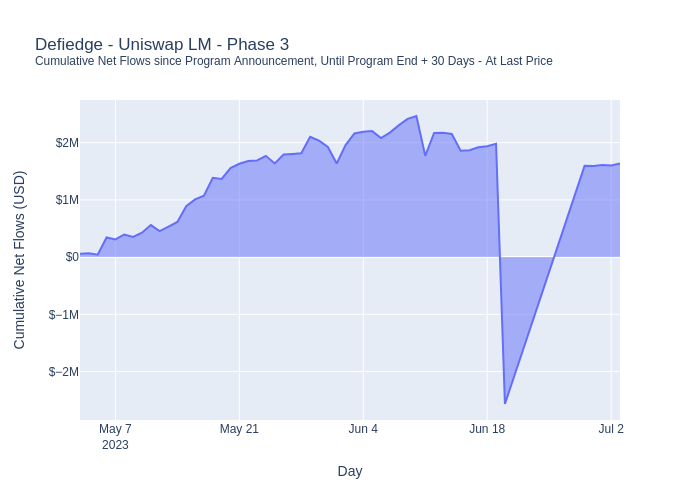 Defiedge - Uniswap LM - Phase 3
Cumulative Net Flows since Program Announcement, Until Program End + 30 Days - At Last Price
Cumulative Net Flows (USD)
$2M
$1M
$0
$−1M
$−2M
May 7
2023
May 21
Jun 4
Jun 18
Jul 2
Day